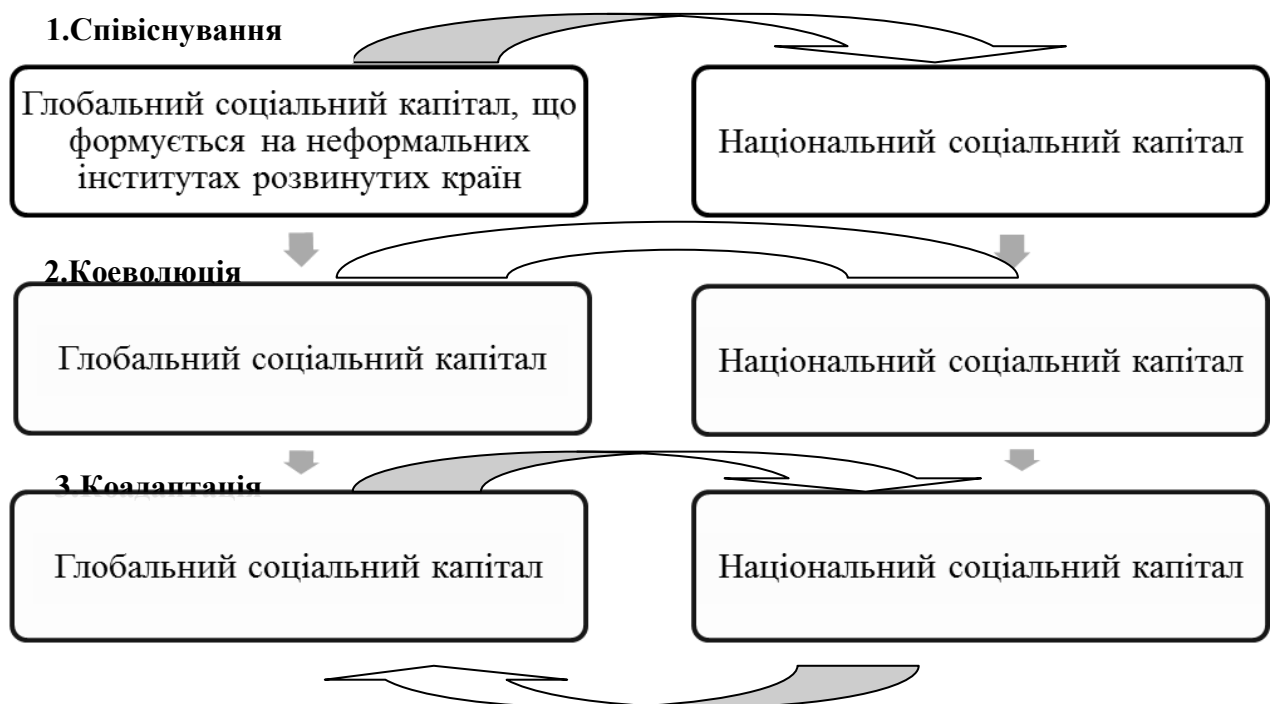 1.Співіснування
Глобальний соціальний капітал, що
формується на неформальних
інститутах розвинутих країн
Національний соціальний капітал
2.Коеволюція
Глобальний соціальний капітал
Національний соціальний капітал
3.Коадаптація
Глобальний соціальний капітал
Національний соціальний капітал